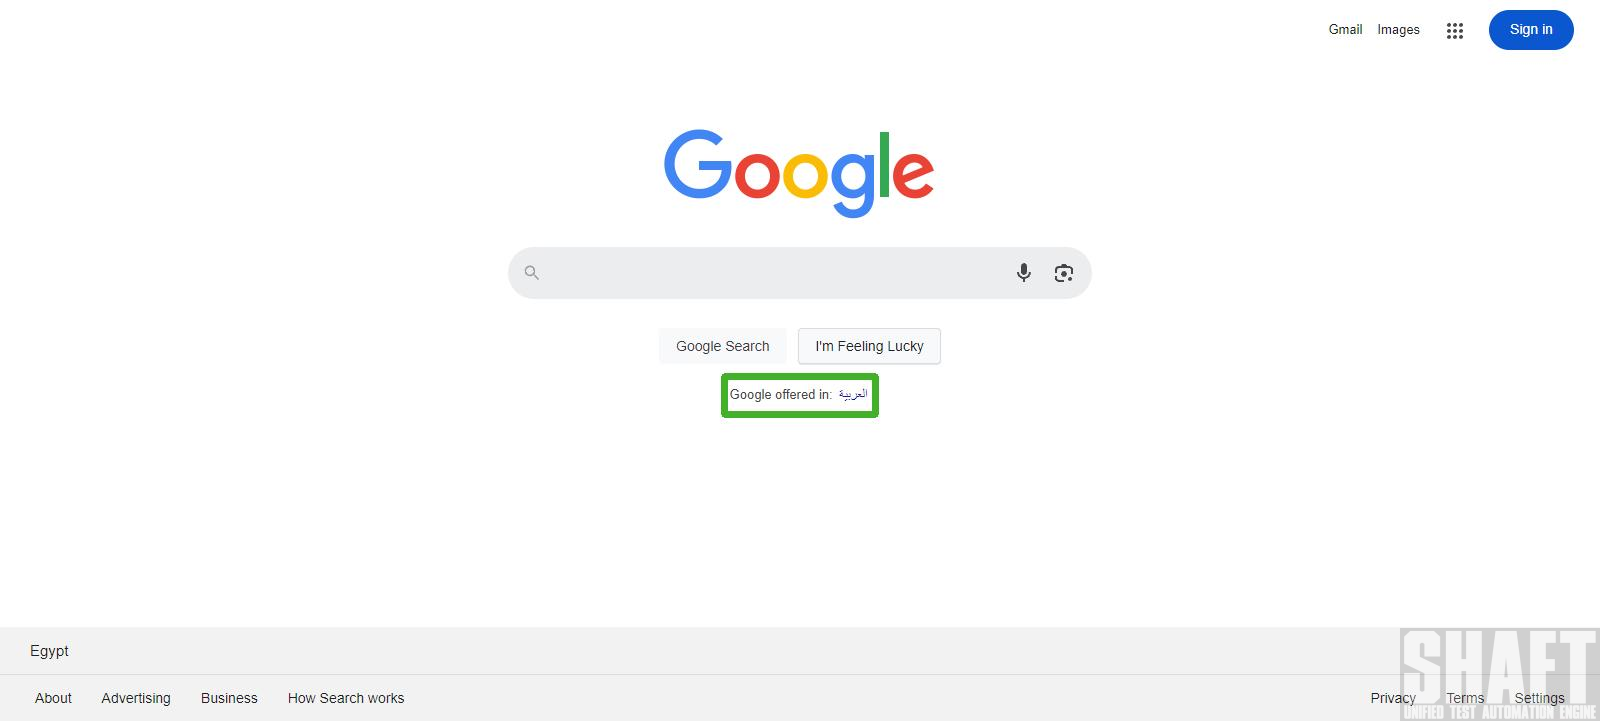 Gmail Images Sign in
Google
Google Search I'm Feeling Lucky
Google offered in: العربية
Egypt
About Advertising Business How Search works Privacy Terms Settings
SHAFT
UNIFIED TEST AUTOMATION ENGINE